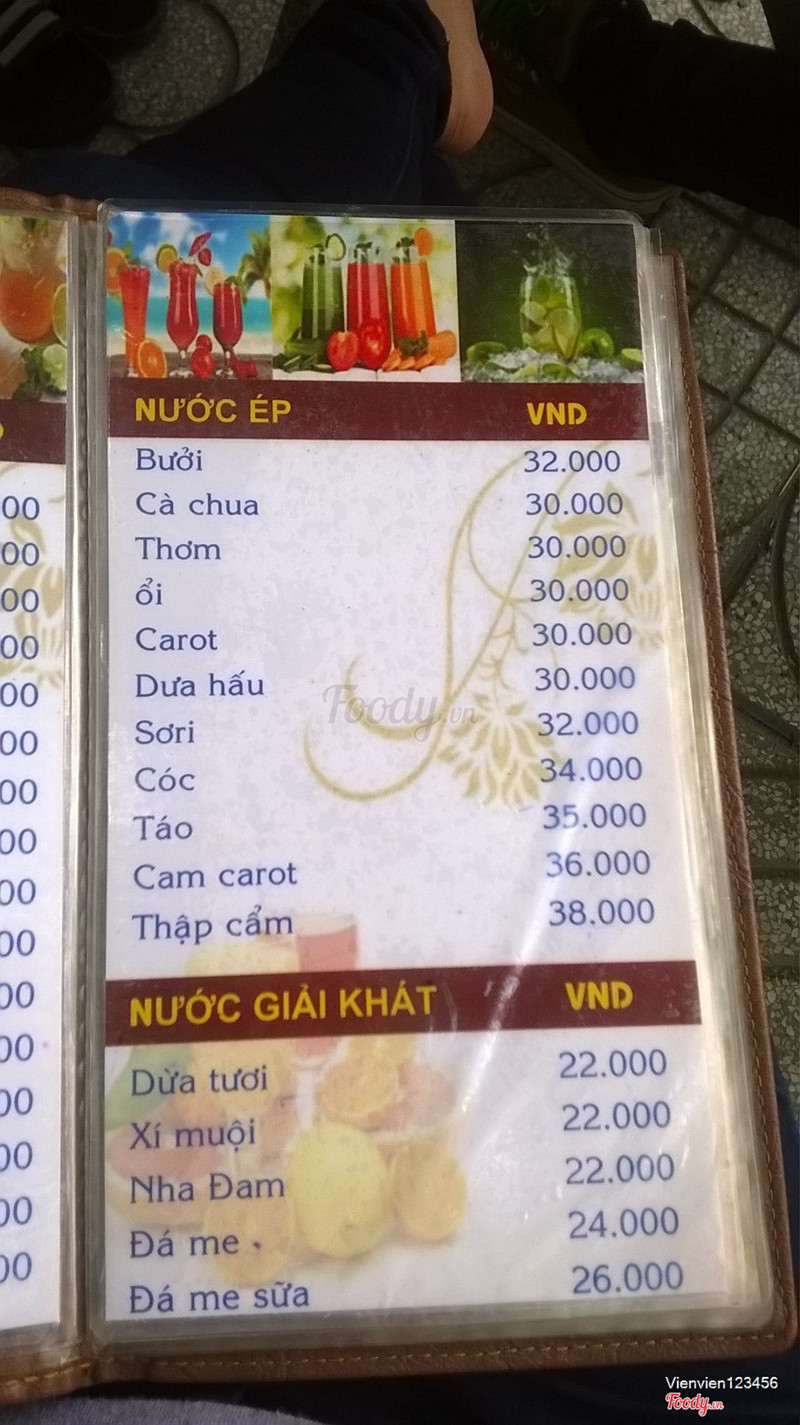 NƯỚC ÉP VND
Bưởi 32.000
Cà chua 30.000
Thơm 30.000
ổi 30.000
Carot 30.000
Dưa hấu 30.000
Sơri 32.000
Cóc 34.000
Táo 35.000
Cam carot 36.000
Thập cẩm 38.000
Foody.vn
NƯỚC GIẢI KHÁT VND
Dừa tươi 22.000
Xí muội 22.000
Nha Đam 22.000
Đá me 24.000
Đá me sữa 26.000
Vienvien123456
Foody.vn